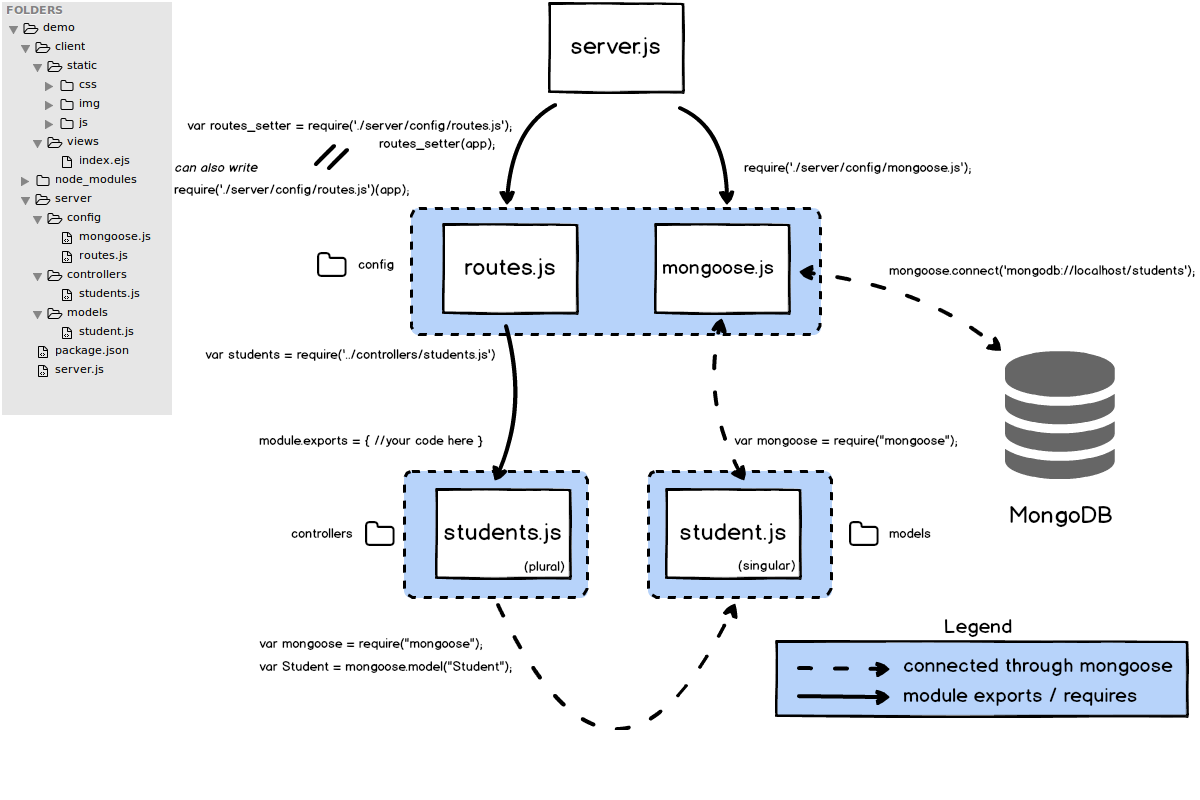 FOLDERS
demo
client
static
css
img
js
views
index.ejs
node_modules
server
config
mongoose.js
routes.js
controllers
students.js
models
student.js
package.json
server.js
server.js
var routes_setter = require('./server/config/routes.js');
routes_setter(app);
can also write
//
require('./server/config/routes.js')(app);
require('./server/config/mongoose.js');
config
routes.js
mongoose.js
mongoose.connect('mongodb://localhost/students');
var students = require('../controllers/students.js')
module.exports = { //your code here }
var mongoose = require("mongoose");
MongoDB
controllers
students.js
(plural)
student.js
(singular)
models
var mongoose = require("mongoose");
var Student = mongoose.model("Student");
Legend
connected through mongoose
module exports / requires